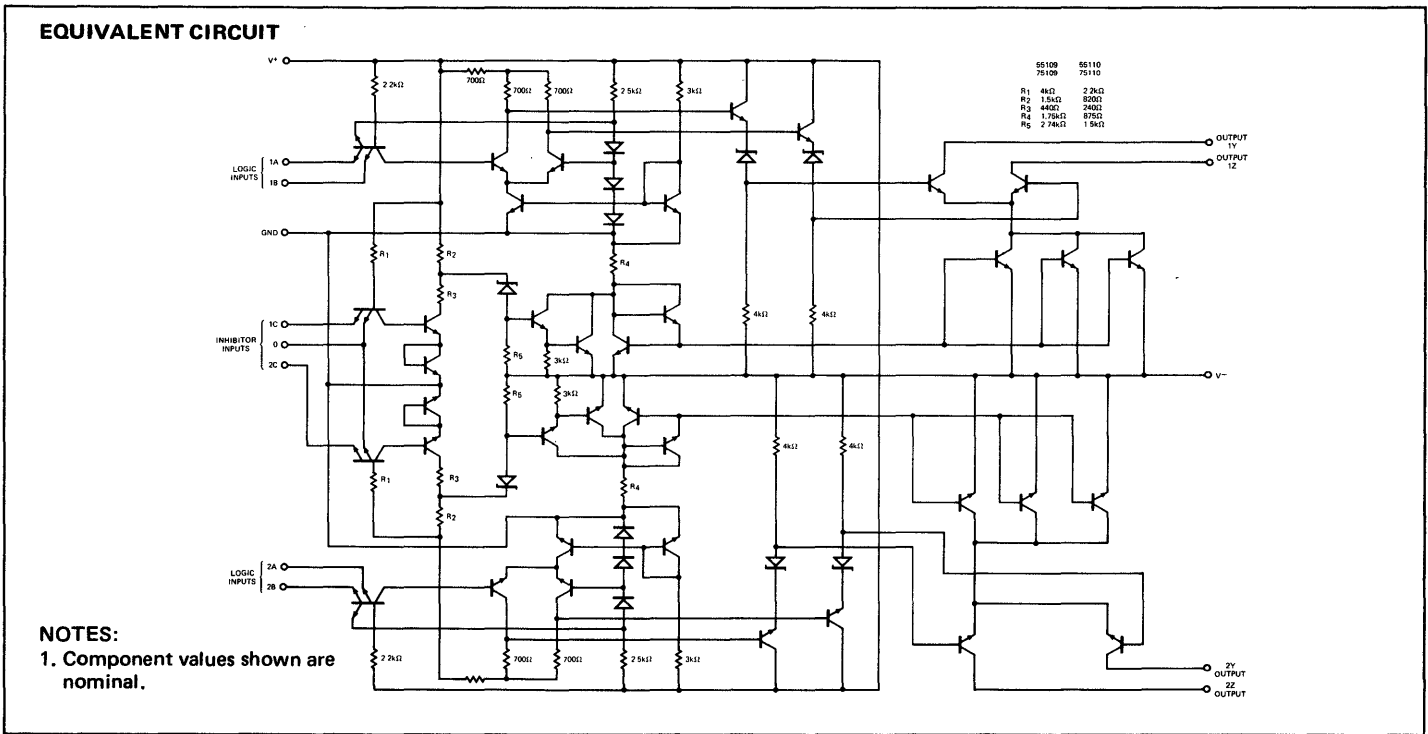 EQUIVALENT CIRCUIT
V+
2.2kΩ
700Ω
700Ω
700Ω
2.5kΩ
3kΩ
55109 55110
75109 75110
R1 4kΩ 2.2kΩ
R2 1.5kΩ 820Ω
R3 440Ω 240Ω
R4 1.75kΩ 875Ω
R5 2.74kΩ 1.5kΩ
OUTPUT
1Y
OUTPUT
1Z
LOGIC
INPUTS
1A
1B
GND
R1
R2
R4
R3
4kΩ
4kΩ
INHIBITOR
INPUTS
1C
0
2C
R5
3kΩ
V−
R5
3kΩ
4kΩ
4kΩ
R1
R3
R4
R2
LOGIC
INPUTS
2A
2B
2.2kΩ
700Ω
700Ω
2.5kΩ
3kΩ
2Y
OUTPUT
2Z
OUTPUT
NOTES:
1. Component values shown are
nominal.